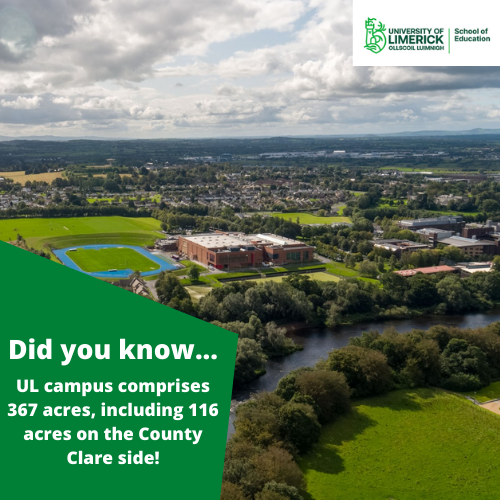 UNIVERSITY OF
LIMERICK
OLLSCOIL LUIMNIGH
School of
Education
Did you know...
UL campus comprises
367 acres, including 116
acres on the County
Clare side!